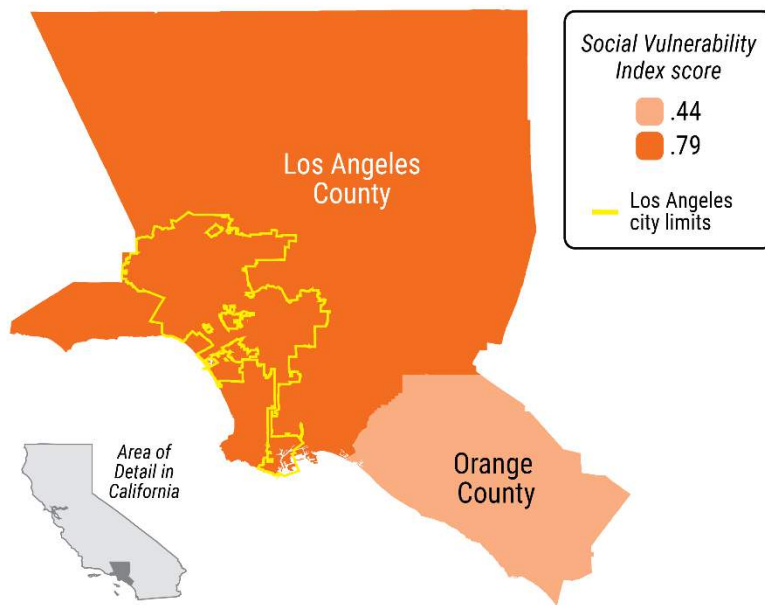 Social Vulnerability
Index score
.44
.79
Los Angeles
city limits
Los Angeles
County
Orange
County
Area of
Detail in
California